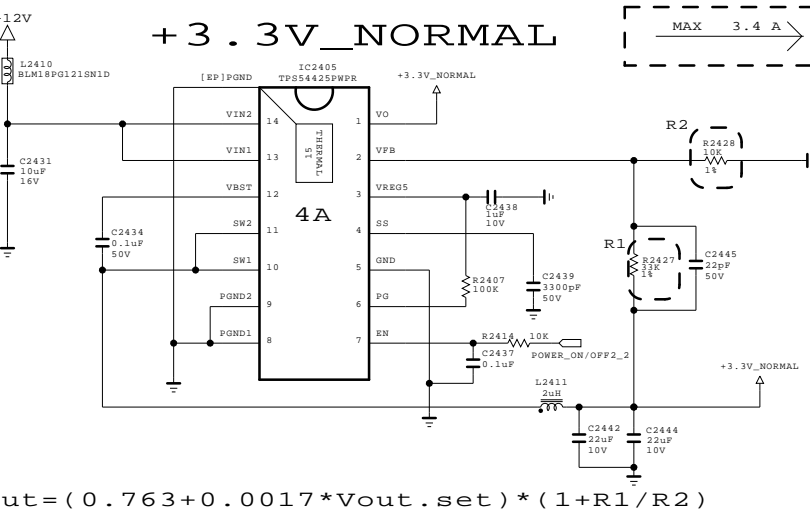 +12V
+3.3V_NORMAL
MAX 3.4 A
L2410
BLM18PG121SN1D
C2431
10uF
16V
IC2405
TPS54425PWPR
[EP]PGND
+3.3V_NORMAL
VIN2 14
VIN1 13
VBST 12
SW2 11
SW1 10
PGND2 9
PGND1 8
THERMAL
15
4A
1 VO
2 VFB
3 VREG5
4 SS
5 GND
6 PG
7 EN
C2434
0.1uF
50V
C2438
1uF
10V
R2407
100K
C2439
3300pF
50V
R2414 10K
POWER_ON/OFF2_2
C2437
0.1uF
R2
R2428
10K
1%
R1
R2427
33K
1%
C2445
22pF
50V
L2411
2uH
+3.3V_NORMAL
C2442
22uF
10V
C2444
22uF
10V
ut=(0.763+0.0017*Vout.set)*(1+R1/R2)